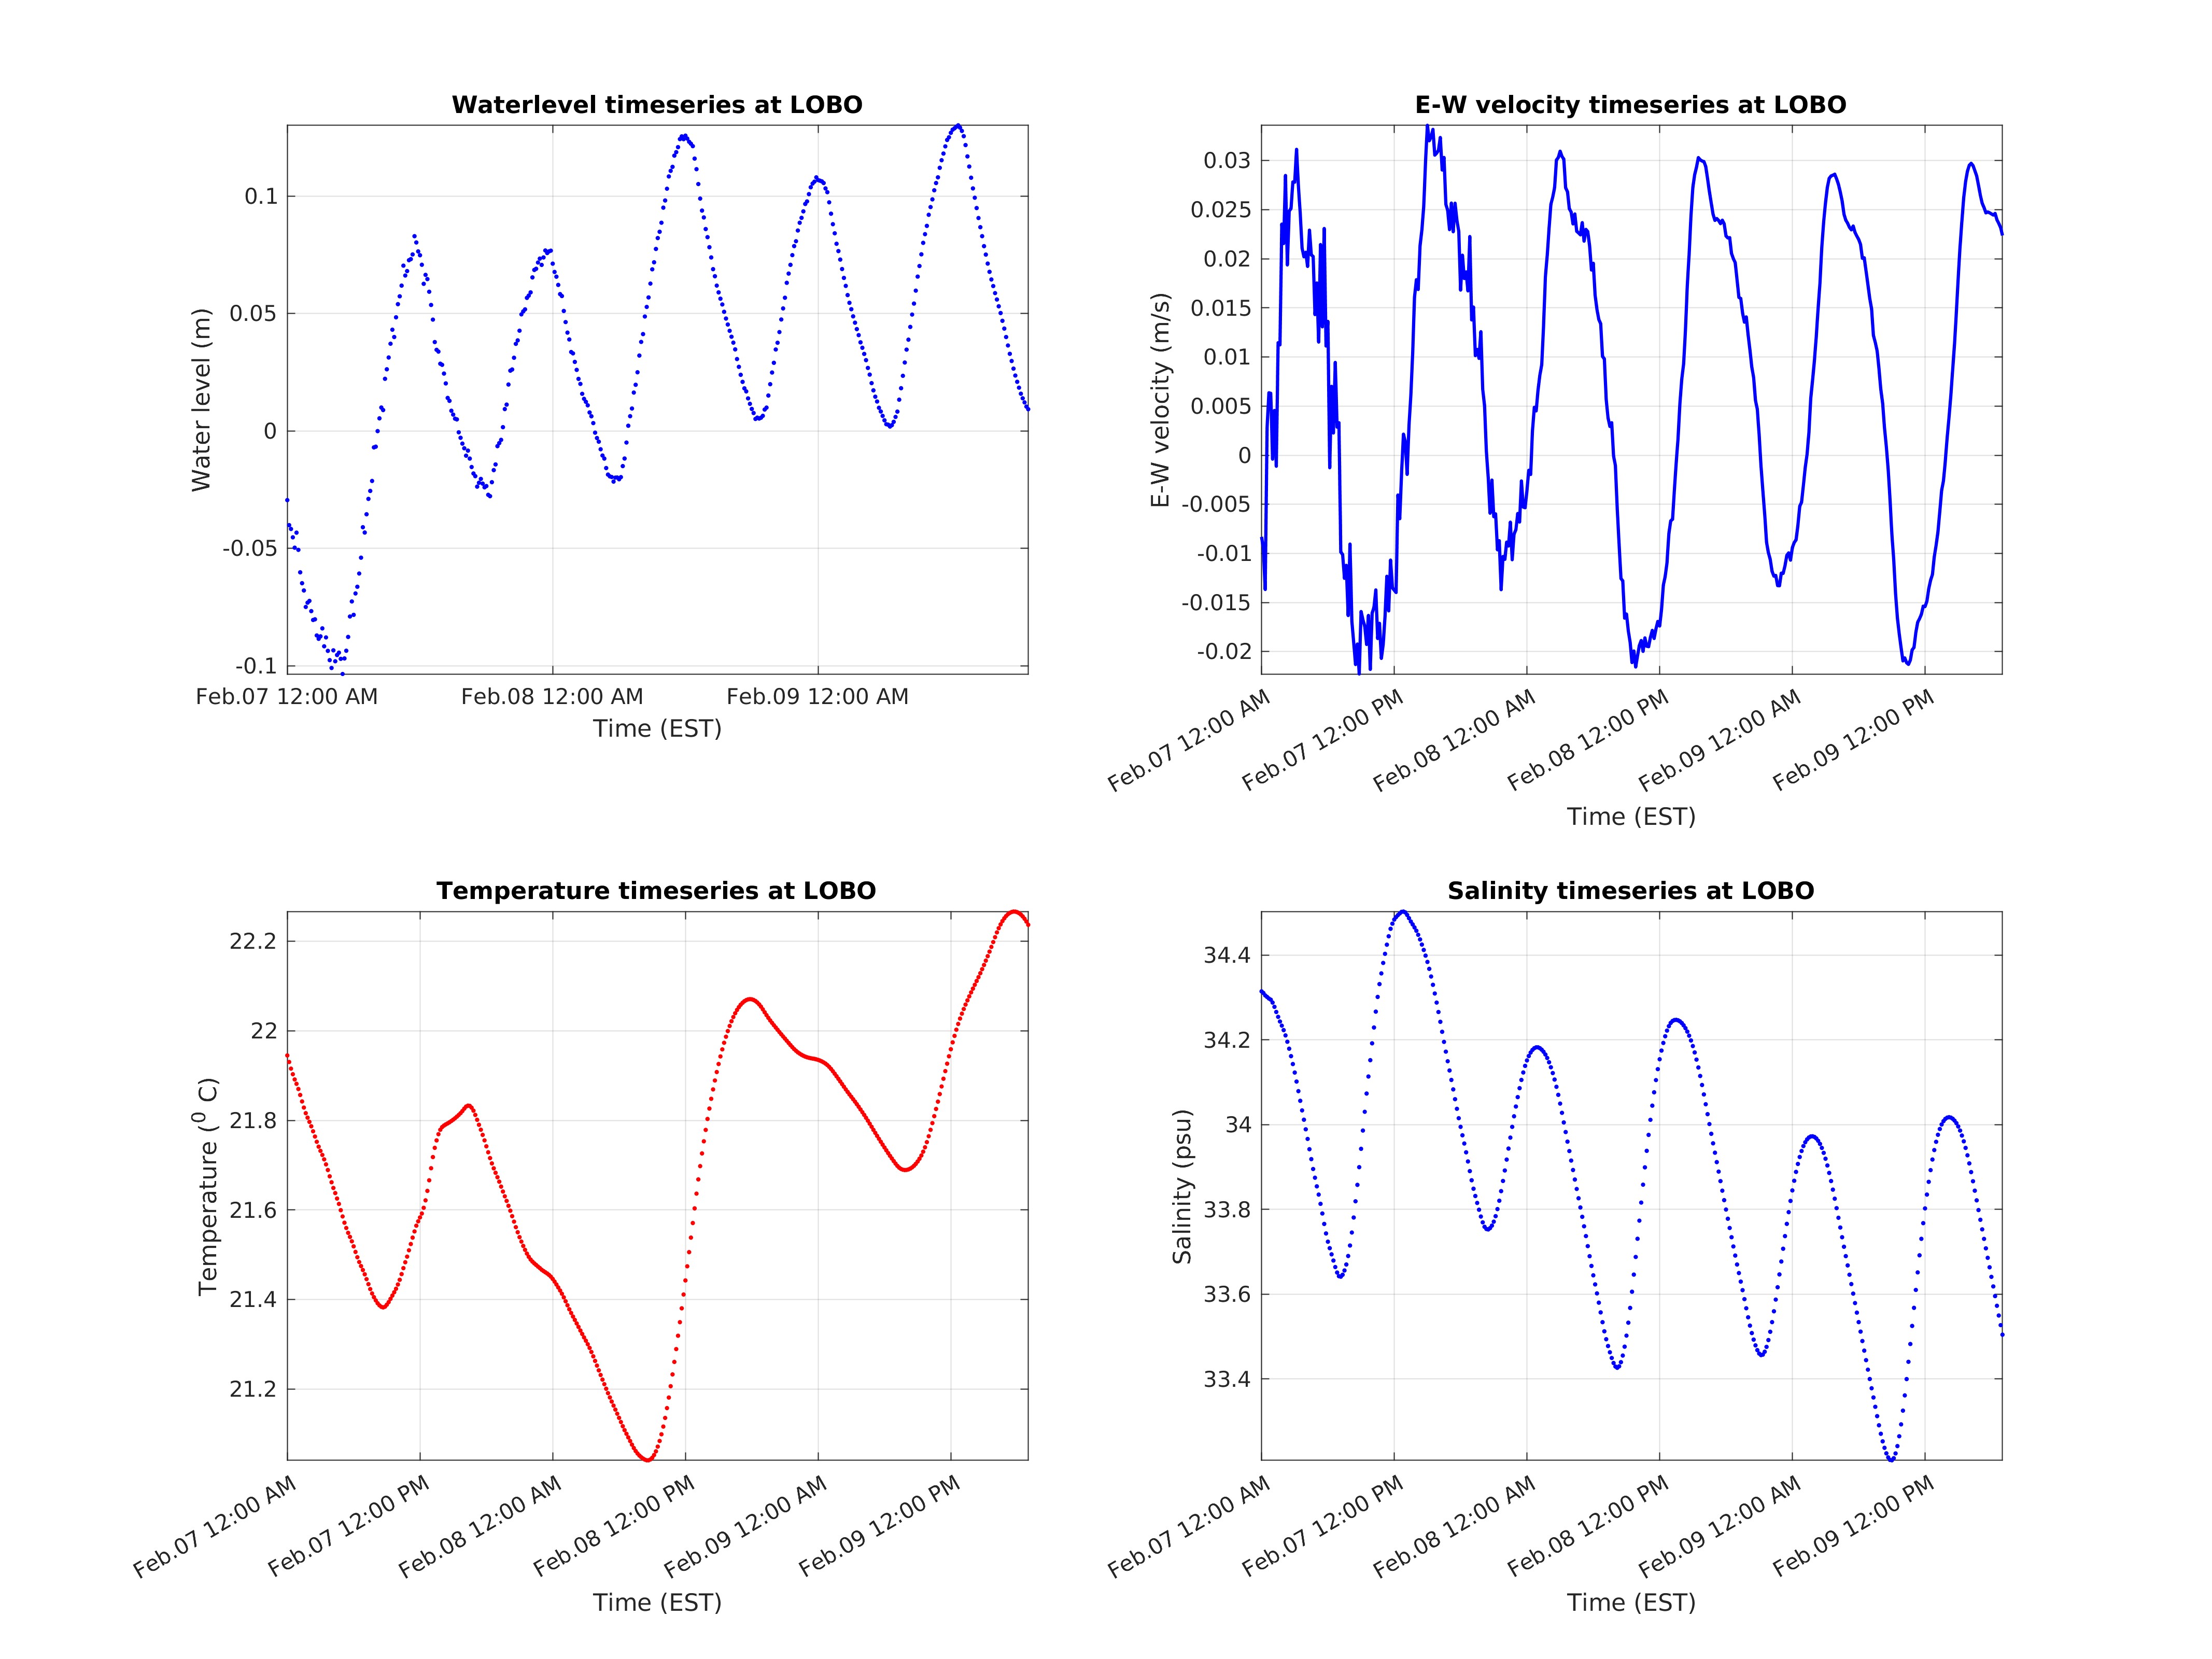 Waterlevel timeseries at LOBO
Water level (m)
0.1
0.05
0
-0.05
-0.1
Feb.07 12:00 AM
Feb.08 12:00 AM
Feb.09 12:00 AM
Time (EST)
E-W velocity timeseries at LOBO
E-W velocity (m/s)
0.03
0.025
0.02
0.015
0.01
0.005
0
-0.005
-0.01
-0.015
-0.02
Feb.07 12:00 AM
Feb.07 12:00 PM
Feb.08 12:00 AM
Feb.08 12:00 PM
Feb.09 12:00 AM
Feb.09 12:00 PM
Time (EST)
Temperature timeseries at LOBO
Temperature (⁰ C)
22.2
22
21.8
21.6
21.4
21.2
Feb.07 12:00 AM
Feb.07 12:00 PM
Feb.08 12:00 AM
Feb.08 12:00 PM
Feb.09 12:00 AM
Feb.09 12:00 PM
Time (EST)
Salinity timeseries at LOBO
Salinity (psu)
34.4
34.2
34
33.8
33.6
33.4
Feb.07 12:00 AM
Feb.07 12:00 PM
Feb.08 12:00 AM
Feb.08 12:00 PM
Feb.09 12:00 AM
Feb.09 12:00 PM
Time (EST)